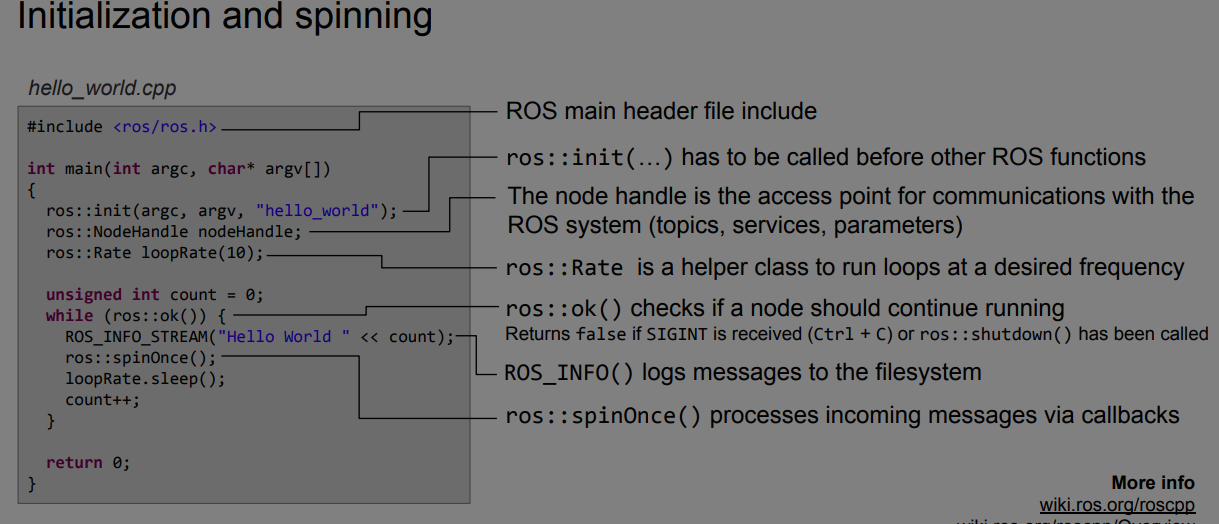 Initialization and spinning
hello_world.cpp
#include <ros/ros.h>
int main(int argc, char* argv[])
{
  ros::init(argc, argv, "hello_world");
  ros::NodeHandle nodeHandle;
  ros::Rate loopRate(10);
  unsigned int count = 0;
  while (ros::ok()) {
    ROS_INFO_STREAM("Hello World " << count);
    ros::spinOnce();
    loopRate.sleep();
    count++;
  }
  return 0;
}
ROS main header file include
ros::init(…) has to be called before other ROS functions
The node handle is the access point for communications with the
ROS system (topics, services, parameters)
ros::Rate is a helper class to run loops at a desired frequency
ros::ok() checks if a node should continue running
Returns false if SIGINT is received (Ctrl + C) or ros::shutdown() has been called
ROS_INFO() logs messages to the filesystem
ros::spinOnce() processes incoming messages via callbacks
More info
wiki.ros.org/roscpp
wiki.ros.org/roscpp/Overview